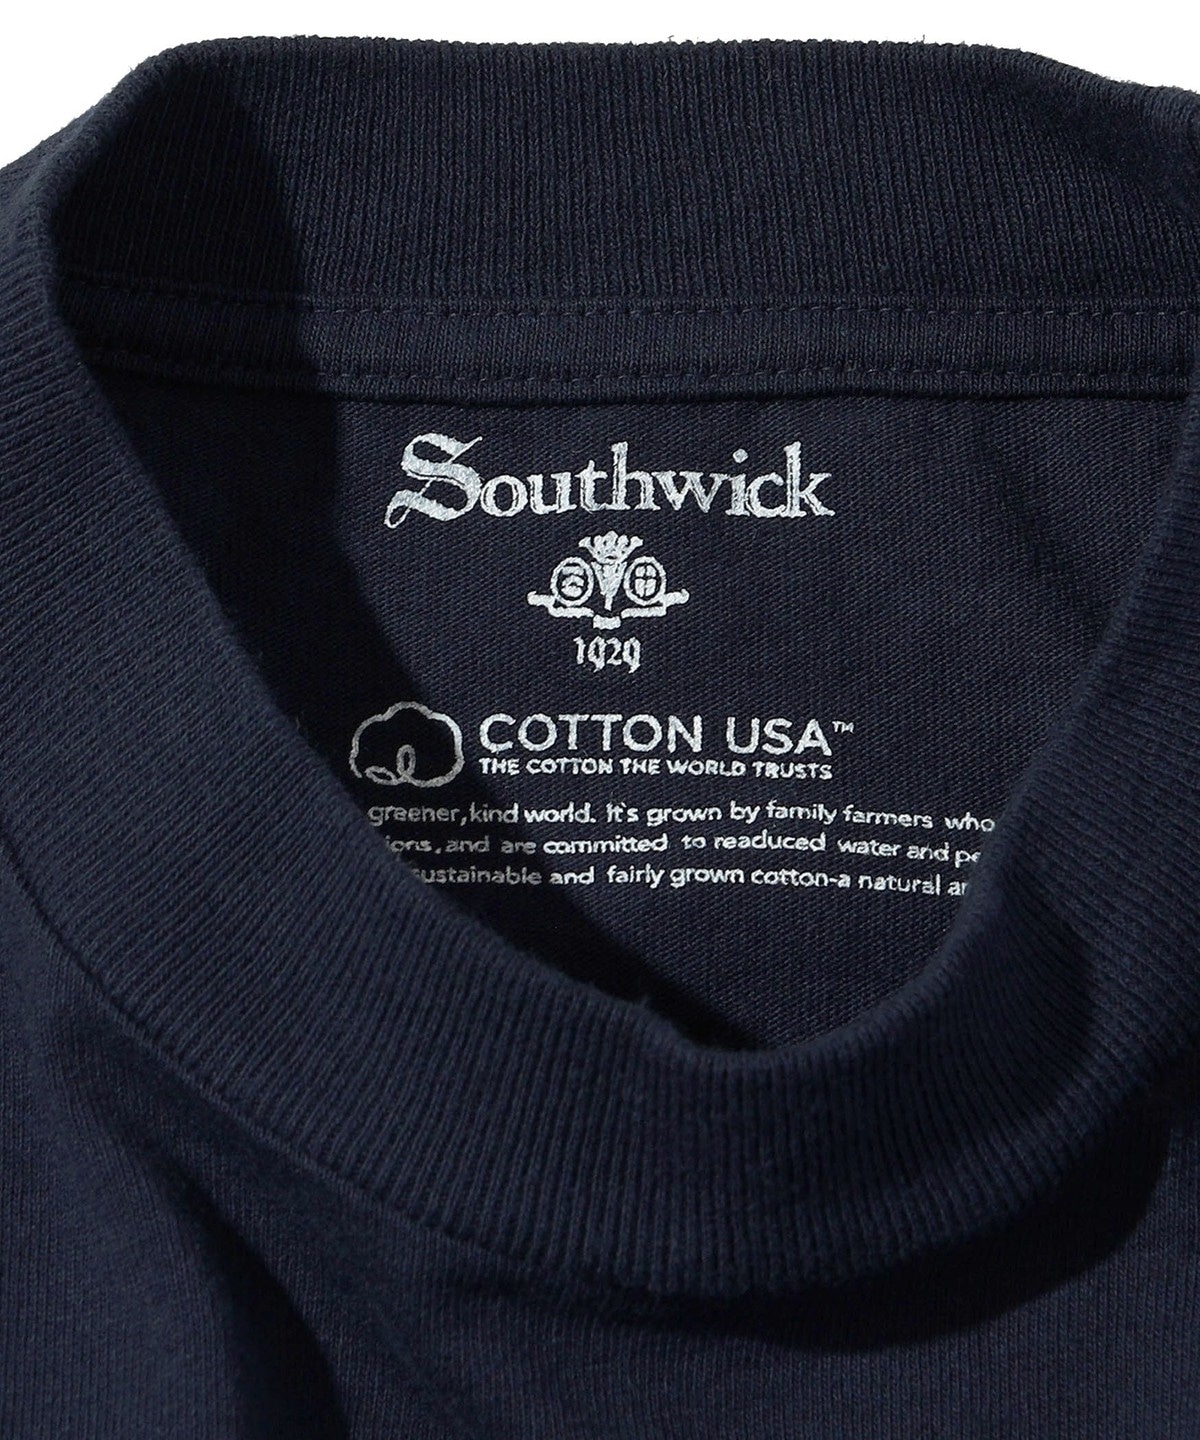 Southwick
1929
COTTON USA™
THE COTTON THE WORLD TRUSTS
greener, kind world. It's grown by family farmers who
ions, and are committed to readuced water and pe
sustainable and fairly grown cotton-a natural an